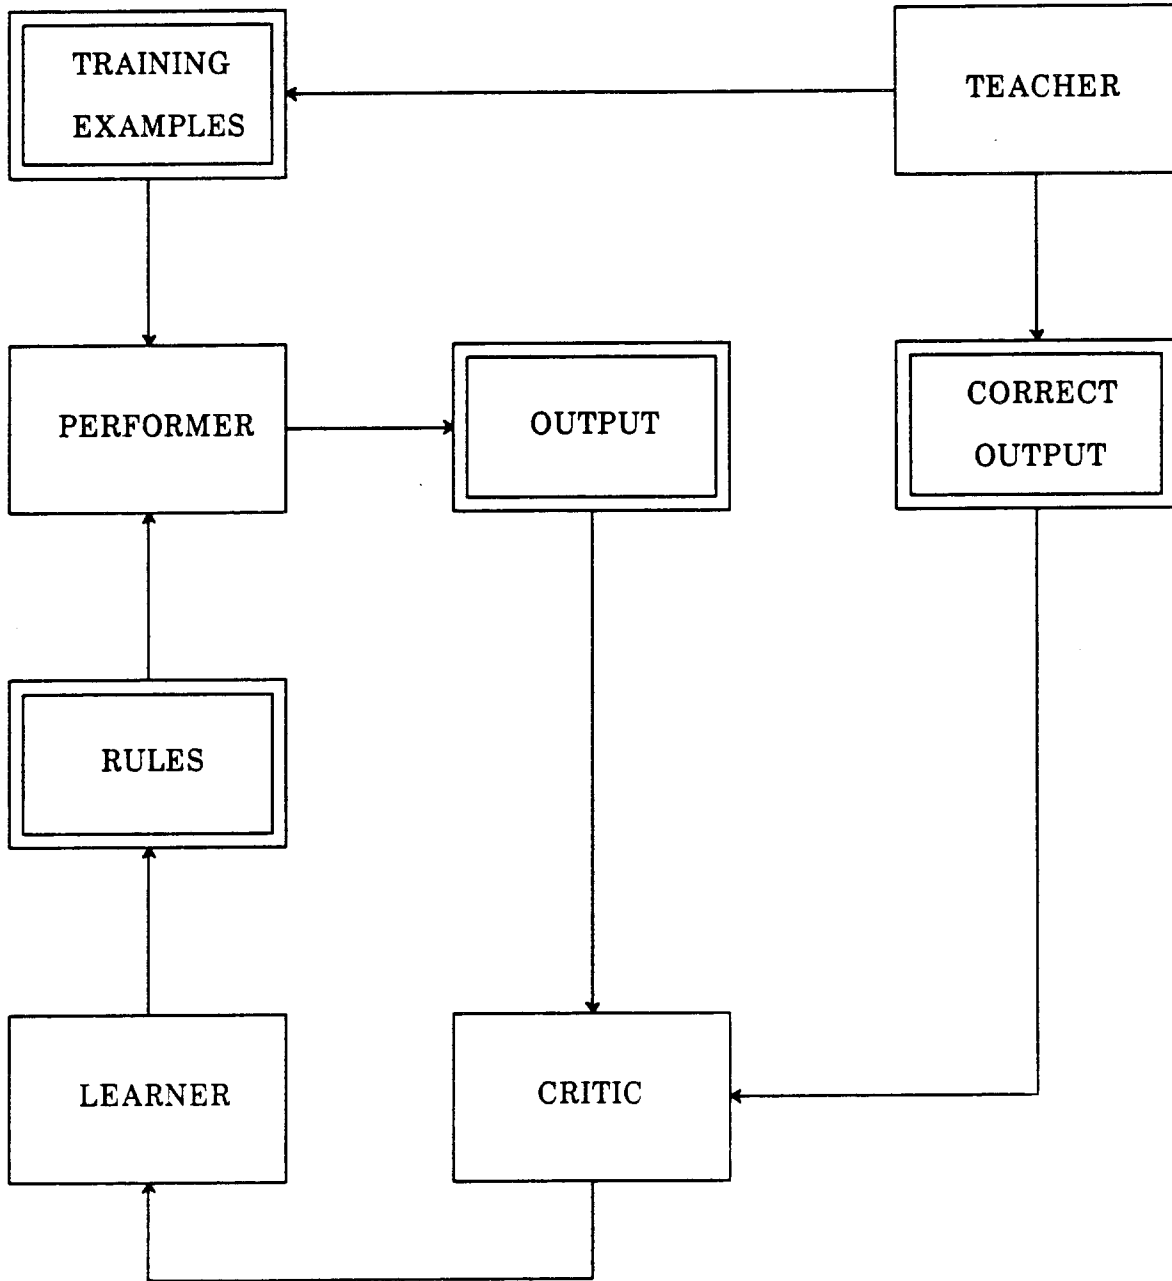 TRAINING
EXAMPLES
TEACHER
PERFORMER
OUTPUT
CORRECT
OUTPUT
RULES
LEARNER
CRITIC